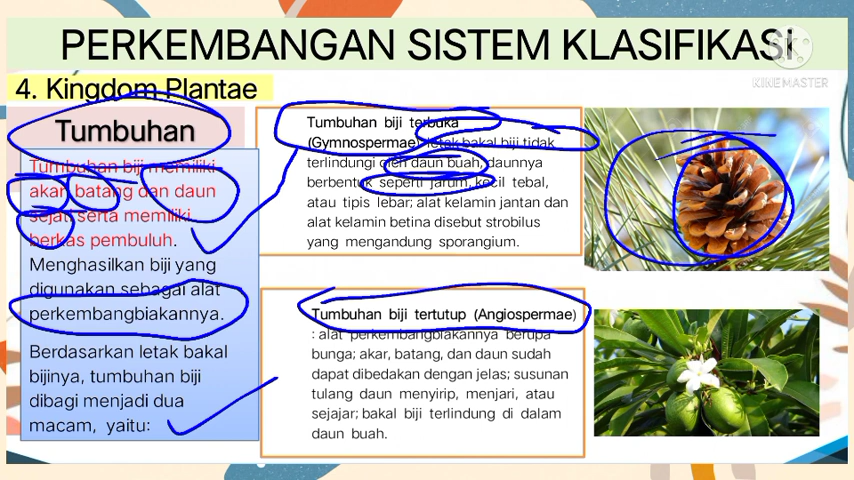 PERKEMBANGAN SISTEM KLASIFIKASI
KINEMASTER
4. Kingdom Plantae
Tumbuhan
Tumbuhan biji memiliki
akar, batang dan daun
sejati serta memiliki
berkas pembuluh.
Menghasilkan biji yang
digunakan sebagai alat
perkembangbiakannya.
Berdasarkan letak bakal
bijinya, tumbuhan biji
dibagi menjadi dua
macam, yaitu:
Tumbuhan biji terbuka
(Gymnospermae) letak bakal biji tidak
terlindungi oleh daun buah, daunnya
berbentuk seperti jarum, kecil tebal,
atau tipis lebar; alat kelamin jantan dan
alat kelamin betina disebut strobilus
yang mengandung sporangium.
Tumbuhan biji tertutup (Angiospermae)
: alat perkembangbiakannya berupa
bunga; akar, batang, dan daun sudah
dapat dibedakan dengan jelas; susunan
tulang daun menyirip, menjari, atau
sejajar; bakal biji terlindung di dalam
daun buah.